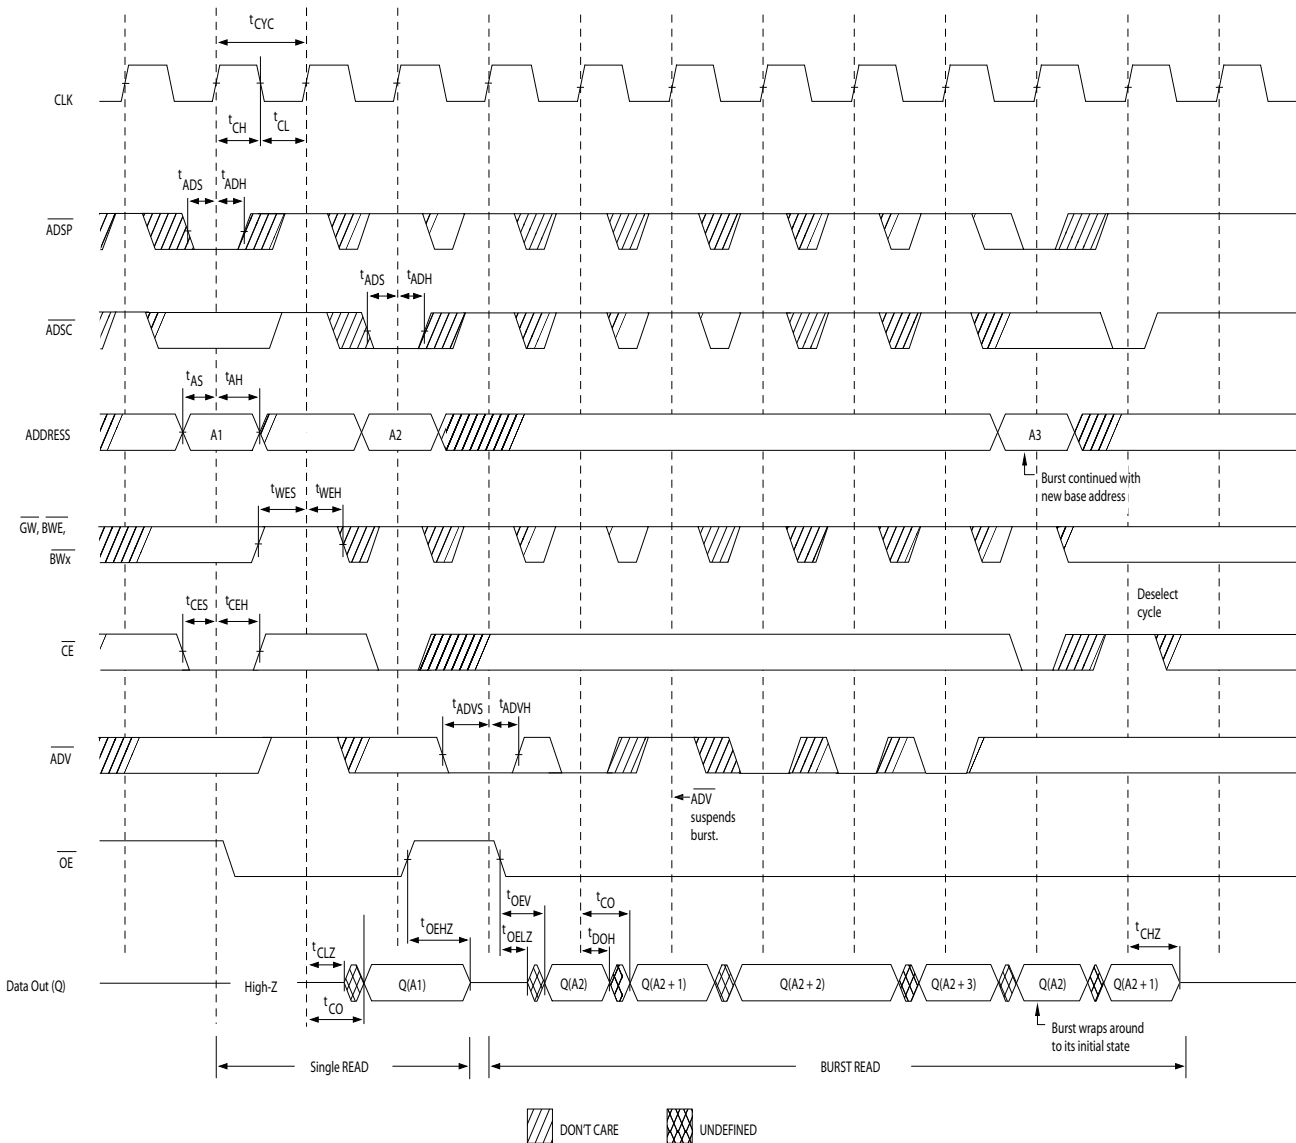 tCYC
CLK
tCH
tCL
tADS
tADH
ADSP
tADS
tADH
ADSC
tAS
tAH
ADDRESS
A1
A2
A3
Burst continued with
new base address
tWES
tWEH
GW, BWE,
BWx
tCES
tCEH
Deselect
cycle
CE
tADVS
tADVH
ADV
ADV
suspends
burst.
OE
tOEV
tCO
tOEHZ
tOELZ
tDOH
tCHZ
tCLZ
Data Out (Q)
High-Z
Q(A1)
Q(A2)
Q(A2 + 1)
Q(A2 + 2)
Q(A2 + 3)
Q(A2)
Q(A2 + 1)
tCO
Burst wraps around
to its initial state
Single READ
BURST READ
DON'T CARE
UNDEFINED